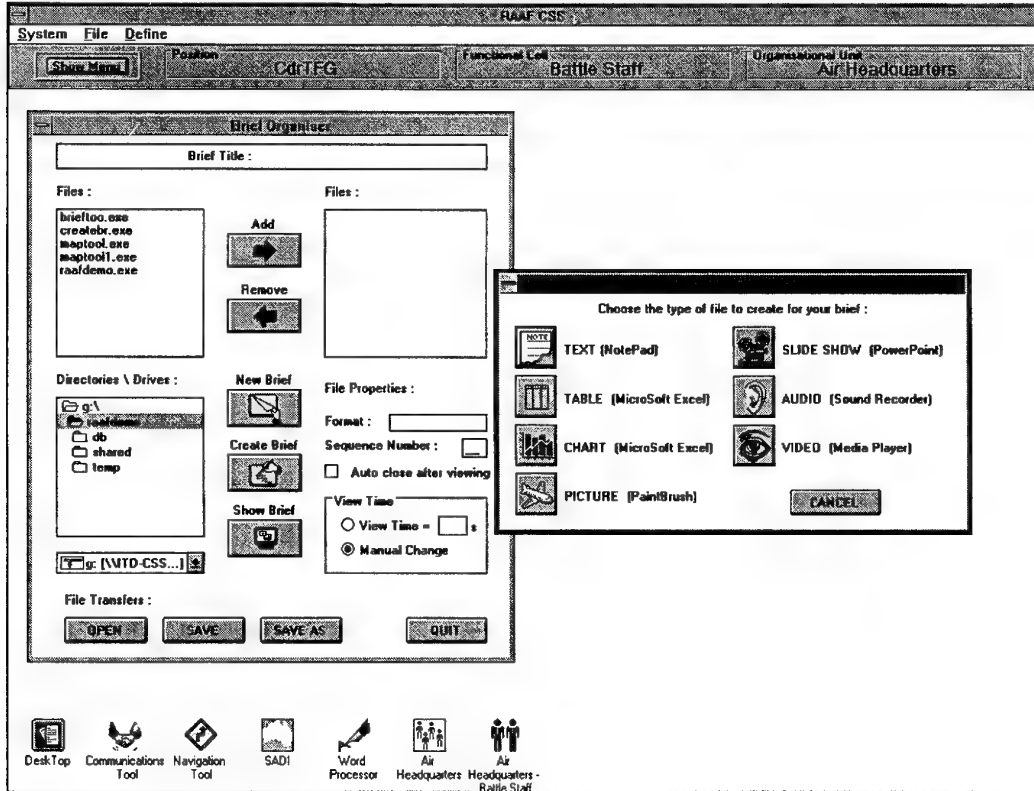 RAAF CSS
System File Define
Show Menu
Position
CdrTFG
Functional Cell
Battle Staff
Organisational Unit
Air Headquarters
Brief Organiser
Brief Title :
Files :
brieftoo.exe
createbr.exe
maptool.exe
maptool1.exe
raafdemo.exe
Add
Remove
Files :
Directories \ Drives :
g:\
raafdemo
db
shared
temp
g: [\\ITD-CSS...]
New Brief
Create Brief
Show Brief
File Properties :
Format :
Sequence Number :
Auto close after viewing
View Time
View Time = s
Manual Change
File Transfers :
OPEN
SAVE
SAVE AS
QUIT
Choose the type of file to create for your brief :
NOTE
TEXT (NotePad)
TABLE (MicroSoft Excel)
CHART (MicroSoft Excel)
PICTURE (PaintBrush)
SLIDE SHOW (PowerPoint)
AUDIO (Sound Recorder)
VIDEO (Media Player)
CANCEL
DeskTop
Communications
Tool
Navigation
Tool
SADI
Word
Processor
Air
Headquarters
Air
Headquarters -
Battle Staff